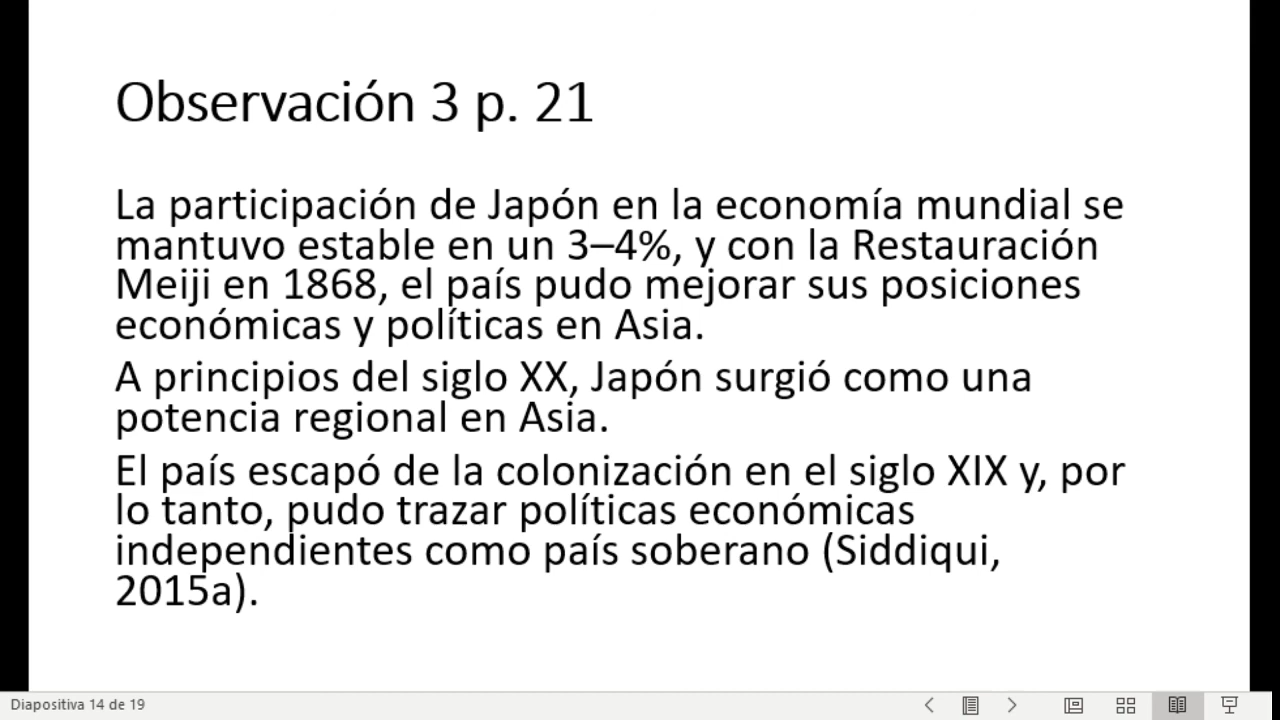 Observación 3 p. 21
La participación de Japón en la economía mundial se
mantuvo estable en un 3–4%, y con la Restauración
Meiji en 1868, el país pudo mejorar sus posiciones
económicas y políticas en Asia.
A principios del siglo XX, Japón surgió como una
potencia regional en Asia.
El país escapó de la colonización en el siglo XIX y, por
lo tanto, pudo trazar políticas económicas
independientes como país soberano (Siddiqui,
2015a).
Diapositiva 14 de 19